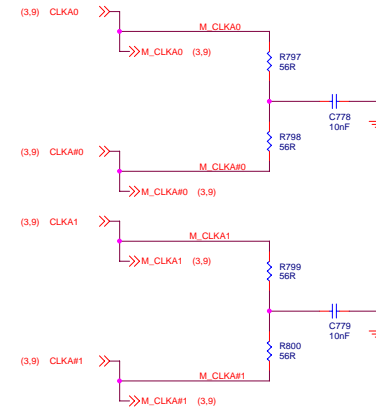 (3,9) CLKA0
M_CLKA0
M_CLKA0 (3,9)
R797
56R
C778
10nF
R798
56R
(3,9) CLKA#0
M_CLKA#0
M_CLKA#0 (3,9)
(3,9) CLKA1
M_CLKA1
M_CLKA1 (3,9)
R799
56R
C779
10nF
R800
56R
(3,9) CLKA#1
M_CLKA#1
M_CLKA#1 (3,9)